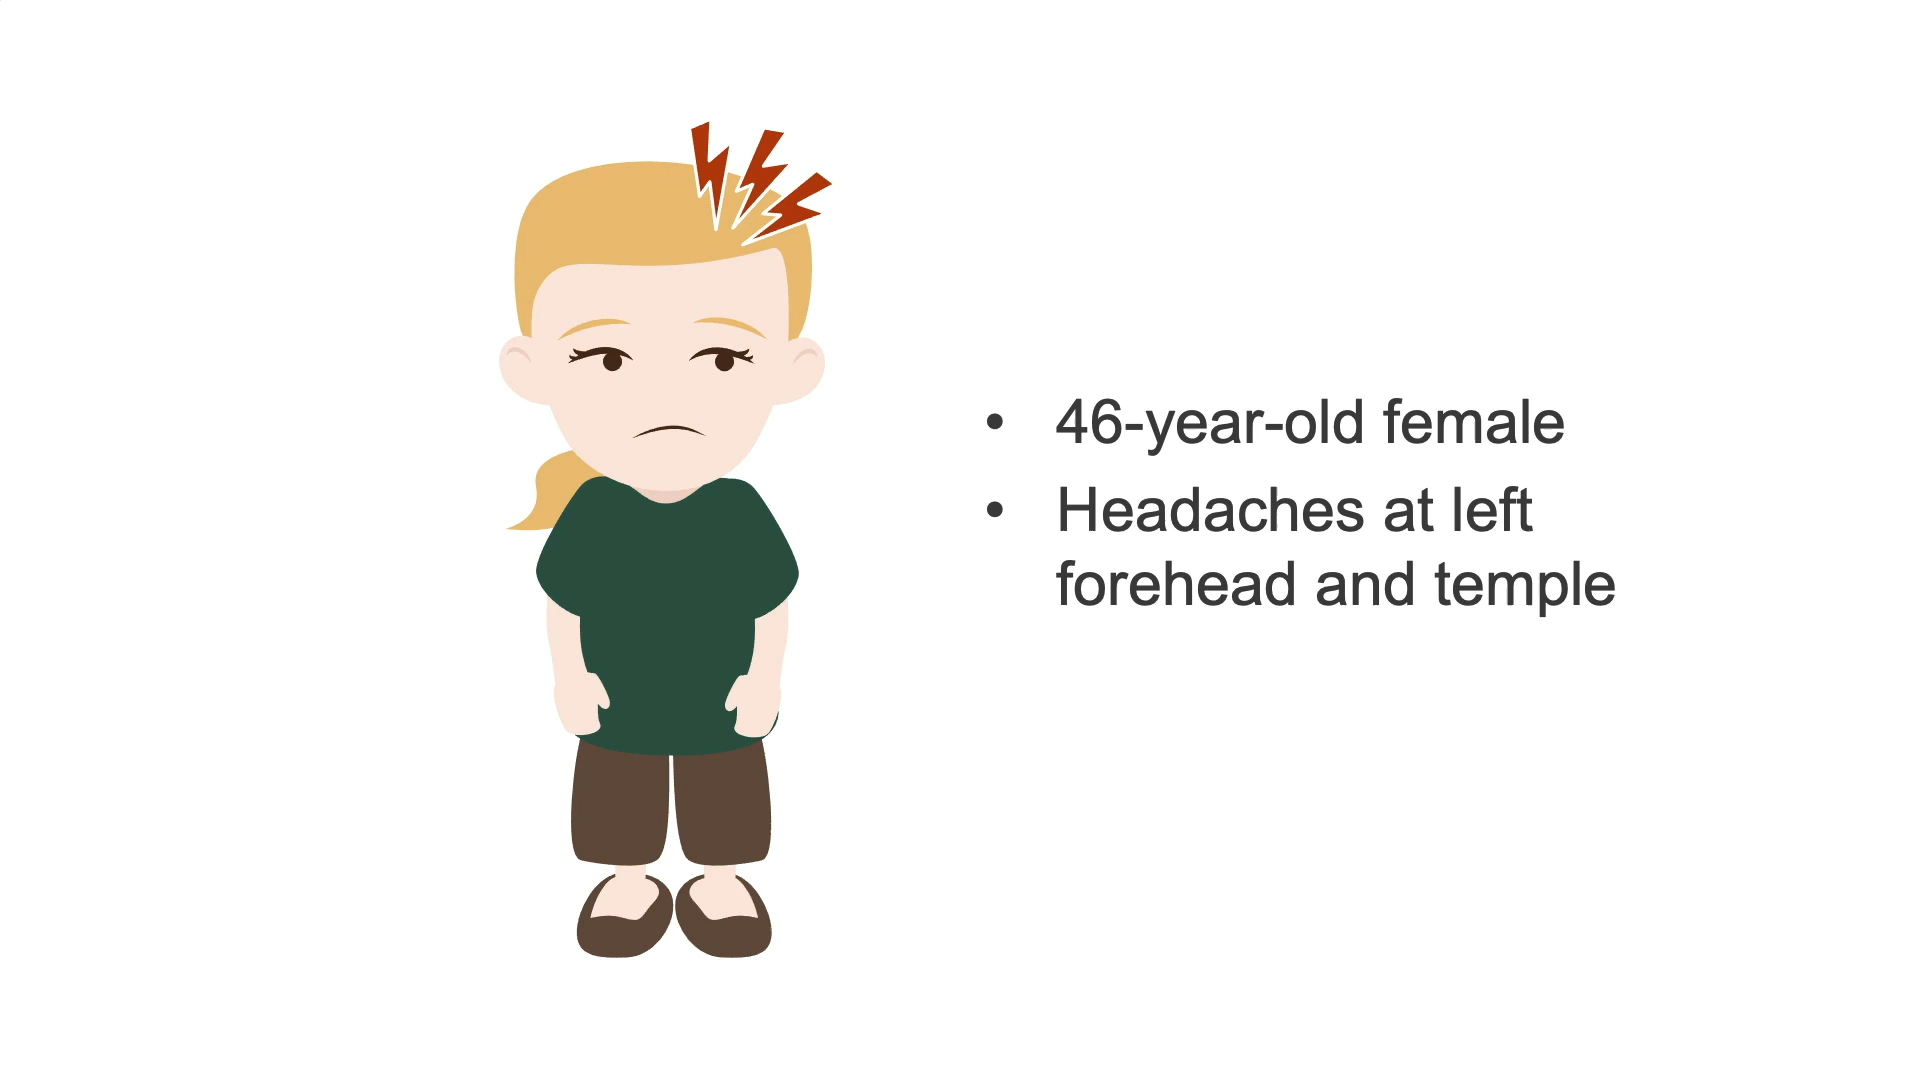 • 46-year-old female
• Headaches at left
forehead and temple